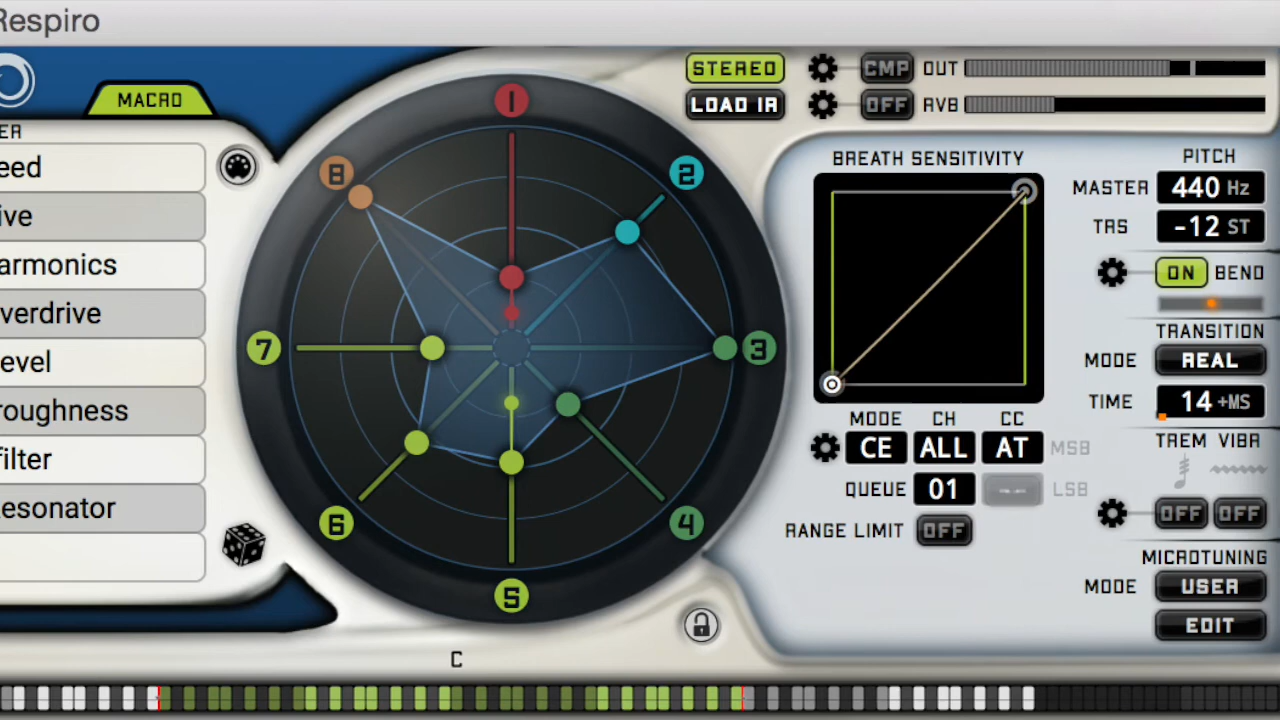 Respiro
MACRO
ER
eed
ive
armonics
verdrive
evel
roughness
filter
esonator
1
2
3
4
5
6
7
8
C
STEREO
CMP OUT
LOAD IR
OFF RVB
BREATH SENSITIVITY
MODE CH CC
CE ALL AT MSB
QUEUE 01 -- LSB
RANGE LIMIT OFF
PITCH
MASTER 440 Hz
TRS -12 ST
ON BEND
TRANSITION
MODE REAL
TIME 14 +MS
TREM VIBR
OFF OFF
MICROTUNING
MODE USER
EDIT